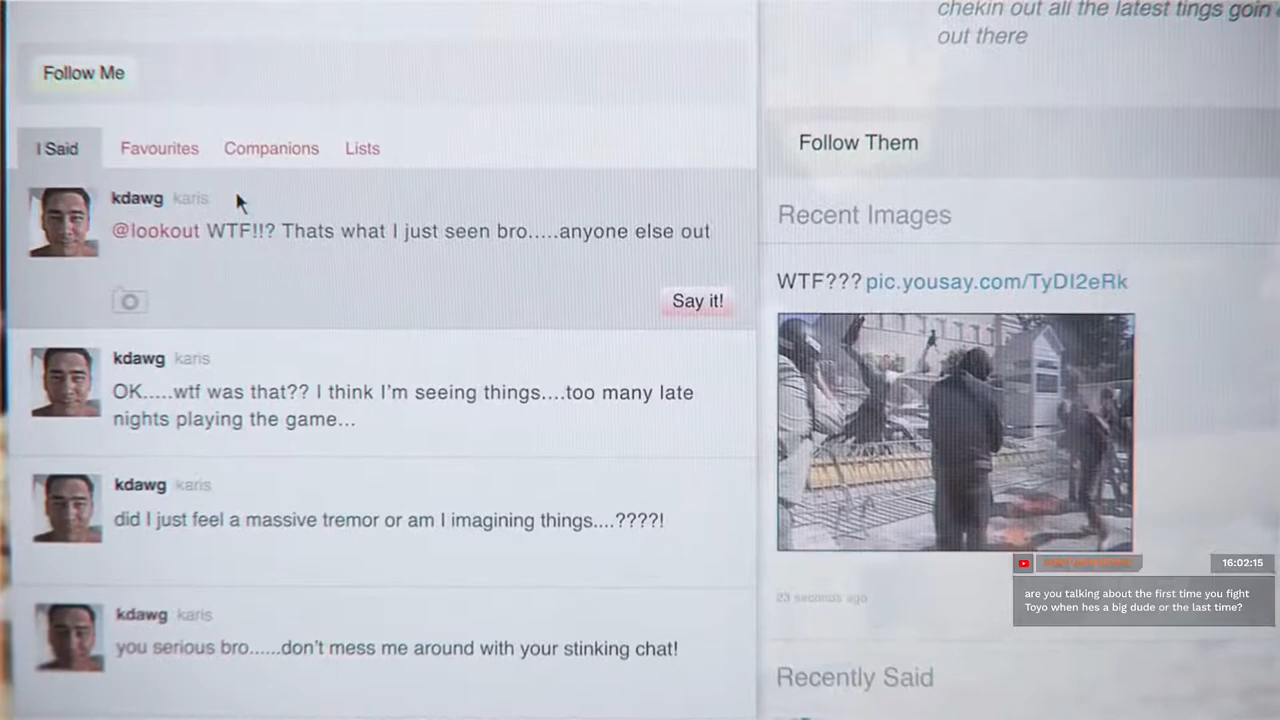 chekin out all the latest tings goin
out there
Follow Me
Follow Them
I Said
Favourites
Companions
Lists
kdawg karis
@lookout WTF!!? Thats what I just seen bro.....anyone else out
Say it!
kdawg karis
OK.....wtf was that?? I think I'm seeing things....too many late
nights playing the game...
kdawg karis
did I just feel a massive tremor or am I imagining things....????!
kdawg karis
you serious bro......don't mess me around with your stinking chat!
Recent Images
WTF??? pic.yousay.com/TyDI2eRk
23 seconds ago
Recently Said
16:02:15
are you talking about the first time you fight
Toyo when hes a big dude or the last time?